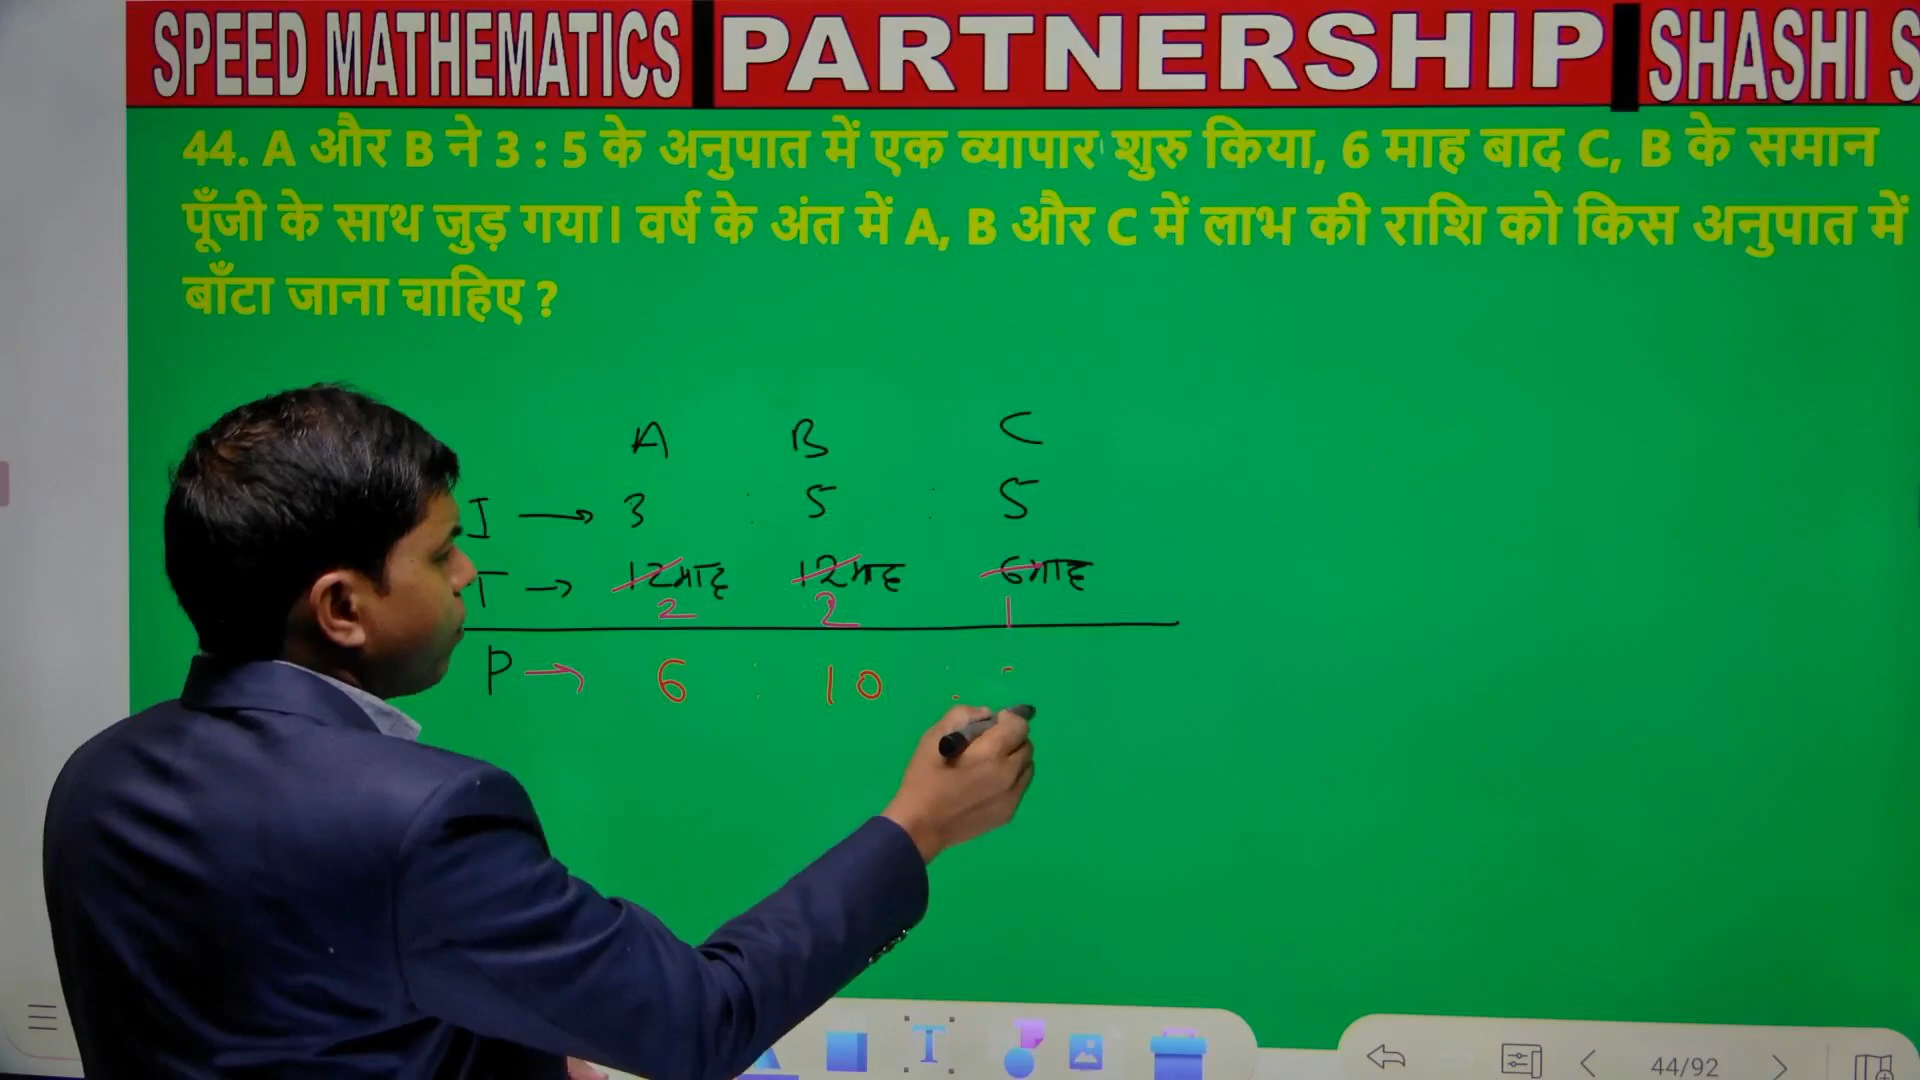 SPEED MATHEMATICS PARTNERSHIP SHASHI S
44. A और B ने 3 : 5 के अनुपात में एक व्यापार शुरु किया, 6 माह बाद C, B के समान
पूँजी के साथ जुड़ गया। वर्ष के अंत में A, B और C में लाभ की राशि को किस अनुपात में
बाँटा जाना चाहिए ?
A B C
I → 3 : 5 : 5
T → 12माह 12माह 6माह
2 2 1
P → 6 : 10 :
44/92